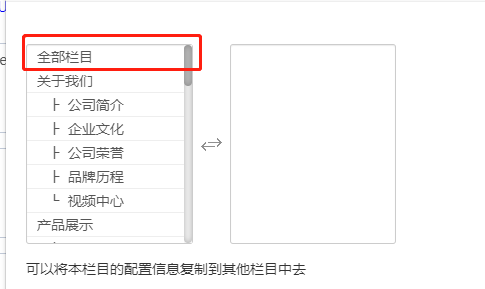 全部栏目
关于我们
├ 公司简介
├ 企业文化
├ 公司荣誉
├ 品牌历程
└ 视频中心
产品展示
可以将本栏目的配置信息复制到其他栏目中去